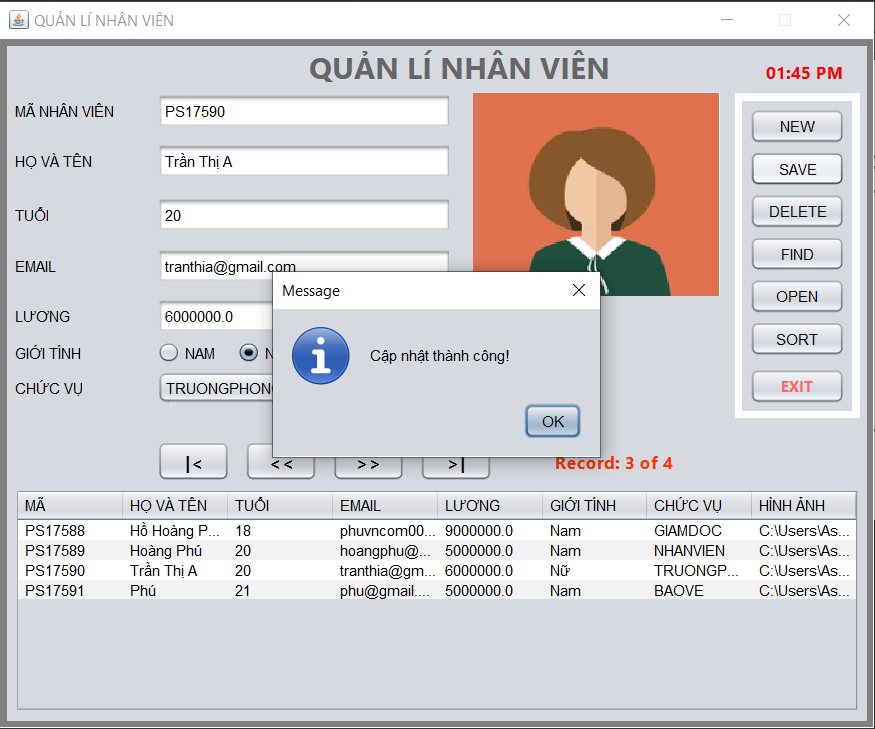 QUẢN LÍ NHÂN VIÊN
QUẢN LÍ NHÂN VIÊN
01:45 PM
MÃ NHÂN VIÊN PS17590
HỌ VÀ TÊN Trần Thị A
TUỔI 20
EMAIL tranthia@gmail.com
LƯƠNG 6000000.0
GIỚI TÍNH NAM N
CHỨC VỤ TRUONGPHONG
NEW
SAVE
DELETE
FIND
OPEN
SORT
EXIT
Message
Cập nhật thành công!
OK
|< << >> >|
Record: 3 of 4
MÃ HỌ VÀ TÊN TUỔI EMAIL LƯƠNG GIỚI TÍNH CHỨC VỤ HÌNH ẢNH
PS17588 Hồ Hoàng P... 18 phuvncom00... 9000000.0 Nam GIAMDOC C:\Users\As...
PS17589 Hoàng Phú 20 hoangphu@... 5000000.0 Nam NHANVIEN C:\Users\As...
PS17590 Trần Thị A 20 tranthia@gm... 6000000.0 Nữ TRUONGP... C:\Users\As...
PS17591 Phú 21 phu@gmail.... 5000000.0 Nam BAOVE C:\Users\As...